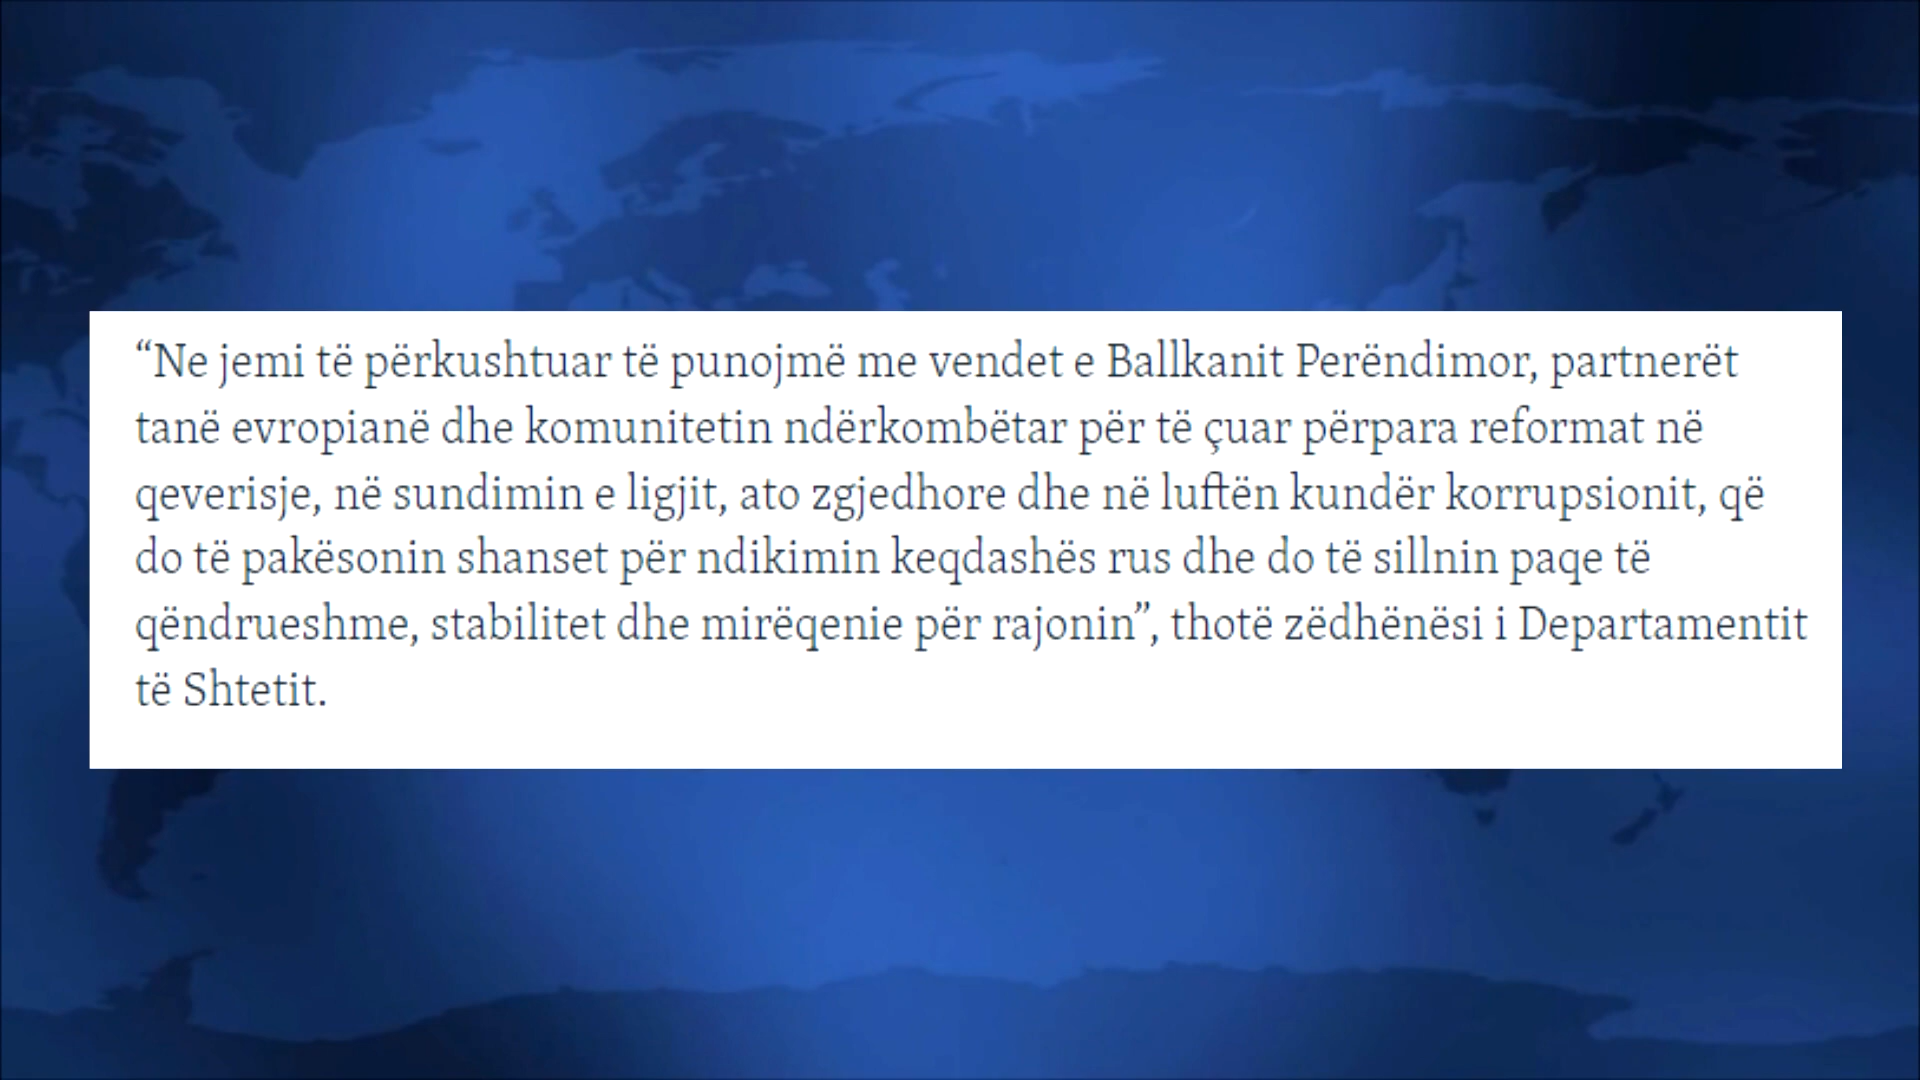 “Ne jemi të përkushtuar të punojmë me vendet e Ballkanit Perëndimor, partnerët
tanë evropianë dhe komunitetin ndërkombëtar për të çuar përpara reformat në
qeverisje, në sundimin e ligjit, ato zgjedhore dhe në luftën kundër korrupsionit, që
do të pakësonin shanset për ndikimin keqdashës rus dhe do të sillnin paqe të
qëndrueshme, stabilitet dhe mirëqenie për rajonin”, thotë zëdhënësi i Departamentit
të Shtetit.